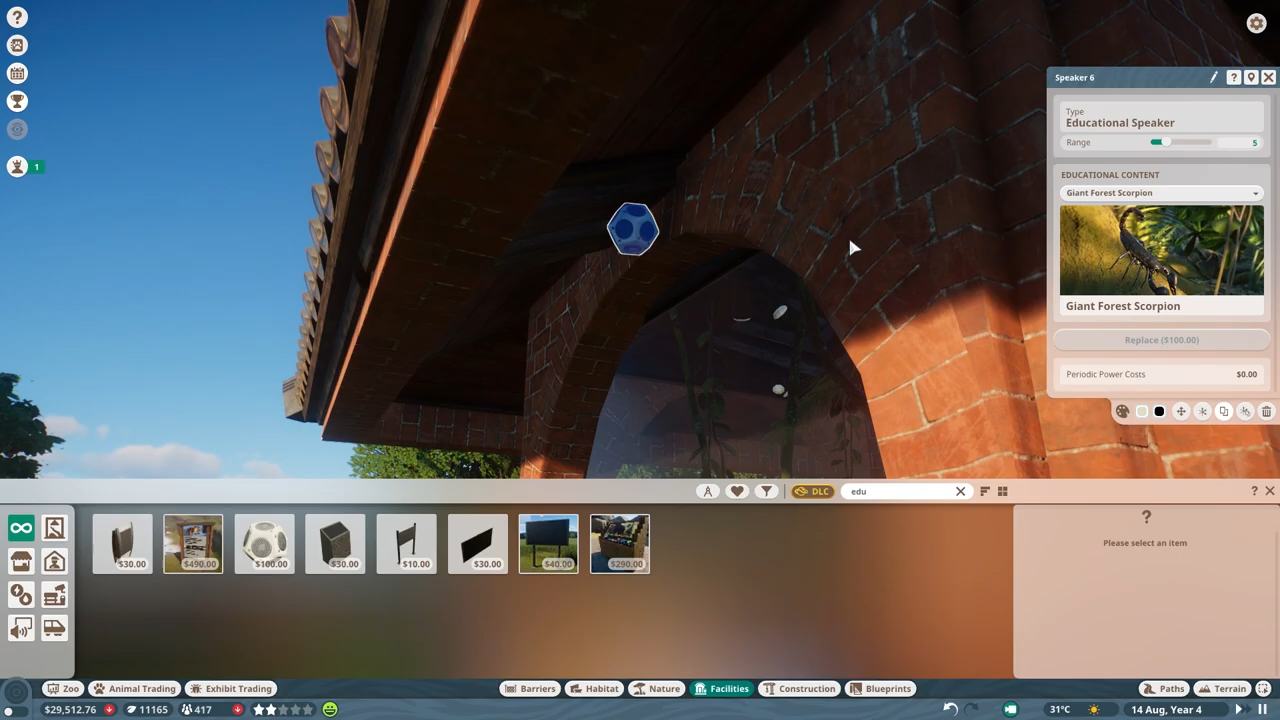 ?
1
Speaker 6
?
Type
Educational Speaker
Range 5
EDUCATIONAL CONTENT
Giant Forest Scorpion
Giant Forest Scorpion
Replace ($100.00)
Periodic Power Costs $0.00
DLC edu
?
$30.00 $490.00 $100.00 $30.00 $10.00 $30.00 $40.00 $290.00
?
Please select an item
Zoo Animal Trading Exhibit Trading Barriers Habitat Nature Facilities Construction Blueprints Paths Terrain
$29,512.76 11165 417 31°C 14 Aug, Year 4